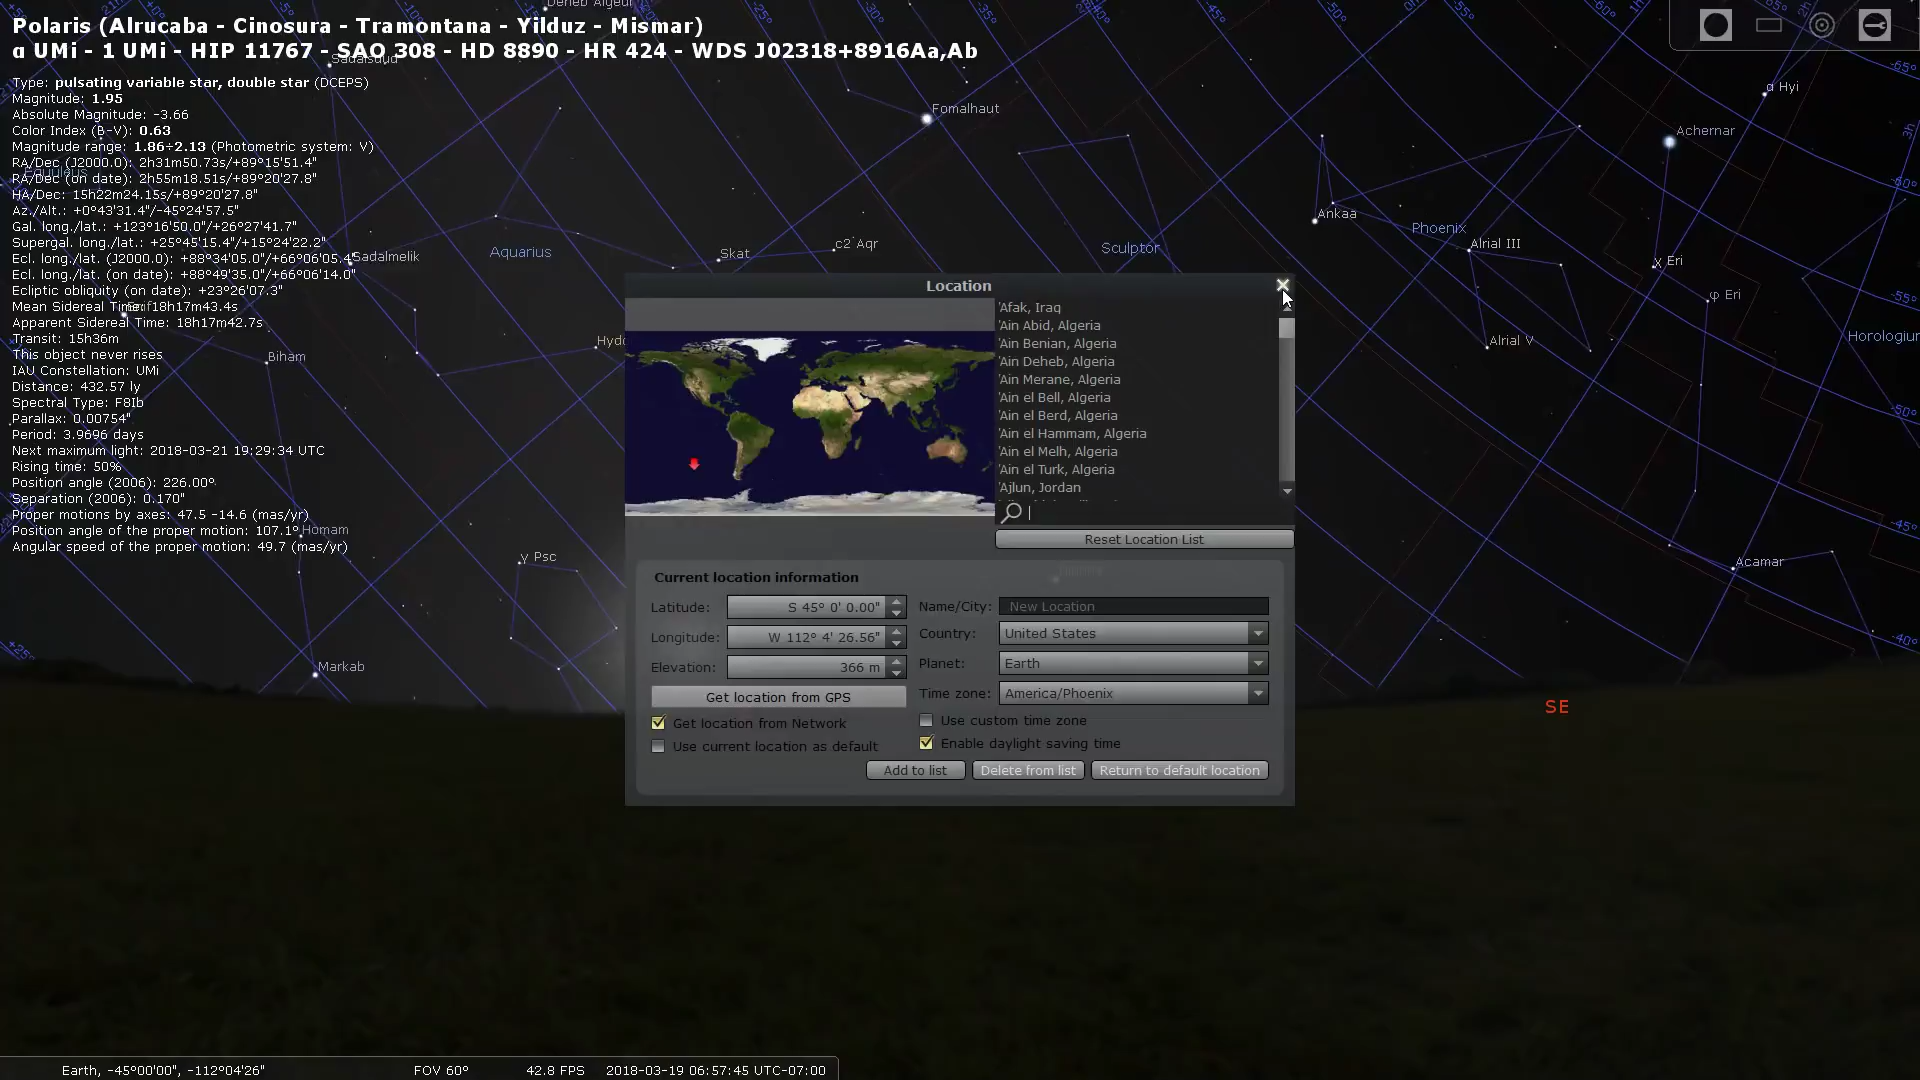 Polaris (Alrucaba - Cinosura - Tramontana - Yilduz - Mismar)
α UMi - 1 UMi - HIP 11767 - SAO 308 - HD 8890 - HR 424 - WDS J02318+8916Aa,Ab
Type: pulsating variable star, double star (DCEPS)
Magnitude: 1.95
Absolute Magnitude: -3.66
Color Index (B-V): 0.63
Magnitude range: 1.86÷2.13 (Photometric system: V)
RA/Dec (J2000.0): 2h31m50.73s/+89°15'51.4"
RA/Dec (on date): 2h55m18.51s/+89°20'27.8"
HA/Dec: 15h22m24.15s/+89°20'27.8"
Az./Alt.: +0°43'31.4"/-45°24'57.5"
Gal. long./lat.: +123°16'50.0"/+26°27'41.7"
Supergal. long./lat.: +25°45'15.4"/+15°24'22.2"
Ecl. long./lat. (J2000.0): +88°34'05.0"/+66°06'05.4"
Ecl. long./lat. (on date): +88°49'35.0"/+66°06'14.0"
Ecliptic obliquity (on date): +23°26'07.3"
Mean Sidereal Time: 18h17m43.4s
Apparent Sidereal Time: 18h17m42.7s
Transit: 15h36m
This object never rises
IAU Constellation: UMi
Distance: 432.57 ly
Spectral Type: F8Ib
Parallax: 0.00754"
Period: 3.9696 days
Next maximum light: 2018-03-21 19:29:34 UTC
Rising time: 50%
Position angle (2006): 226.00°
Separation (2006): 0.170"
Proper motions by axes: 47.5 -14.6 (mas/yr)
Position angle of the proper motion: 107.1°
Angular speed of the proper motion: 49.7 (mas/yr)
Sadalsuud
Equuleus
Fomalhaut
α Hyi
Achernar
Ankaa
Phoenix
Alrial III
Sculptor
c2 Aqr
Skat
Aquarius
Sadalmelik
χ Eri
φ Eri
Horologium
Alrial V
Biham
Homam
γ Psc
Markab
Acamar
SE
-30°
-35°
-40°
-45°
-55°
-60°
-65°
-60°
-55°
-50°
-45°
-40°
3h
+25°
Location
'Afak, Iraq
'Ain Abid, Algeria
'Ain Benian, Algeria
'Ain Deheb, Algeria
'Ain Merane, Algeria
'Ain el Bell, Algeria
'Ain el Berd, Algeria
'Ain el Hammam, Algeria
'Ain el Melh, Algeria
'Ain el Turk, Algeria
'Ajlun, Jordan
Reset Location List
Current location information
Latitude: S 45° 0' 0.00"
Longitude: W 112° 4' 26.56"
Elevation: 366 m
Get location from GPS
Get location from Network
Use current location as default
Name/City: New Location
Country: United States
Planet: Earth
Time zone: America/Phoenix
Use custom time zone
Enable daylight saving time
Add to list
Delete from list
Return to default location
Earth, -45°00'00", -112°04'26"
FOV 60°
42.8 FPS
2018-03-19 06:57:45 UTC-07:00